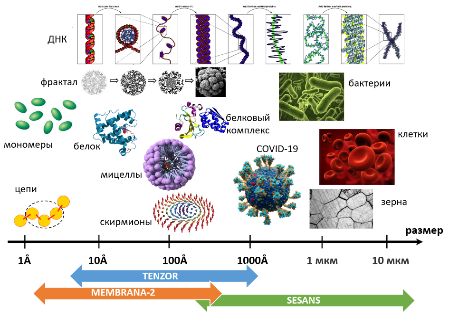 ДНК
фрактал
бактерии
мономеры
белок
белковый
комплекс
клетки
мицеллы
COVID-19
цепи
скирмионы
зерна
размер
1Å
10Å
100Å
1000Å
1 мкм
10 мкм
TENZOR
MEMBRANA-2
SESANS